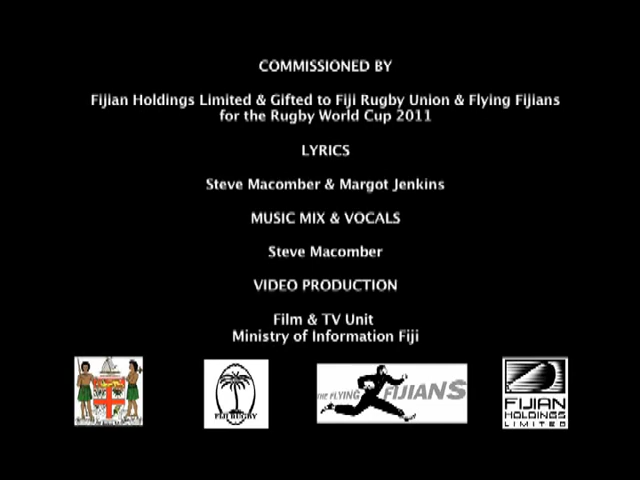 COMMISSIONED BY
Fijian Holdings Limited & Gifted to Fiji Rugby Union & Flying Fijians
for the Rugby World Cup 2011
LYRICS
Steve Macomber & Margot Jenkins
MUSIC MIX & VOCALS
Steve Macomber
VIDEO PRODUCTION
Film & TV Unit
Ministry of Information Fiji
FIJI RUGBY
THE FLYING FIJIANS
FIJIAN
HOLDINGS
LIMITED